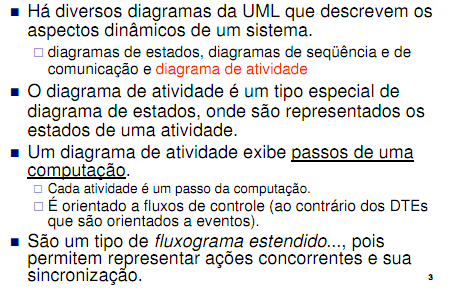 Há diversos diagramas da UML que descrevem os
aspectos dinâmicos de um sistema.
diagramas de estados, diagramas de seqüência e de
comunicação e diagrama de atividade
O diagrama de atividade é um tipo especial de
diagrama de estados, onde são representados os
estados de uma atividade.
Um diagrama de atividade exibe passos de uma
computação.
Cada atividade é um passo da computação.
É orientado a fluxos de controle (ao contrário dos DTEs
que são orientados a eventos).
São um tipo de fluxograma estendido..., pois
permitem representar ações concorrentes e sua
sincronização.
3